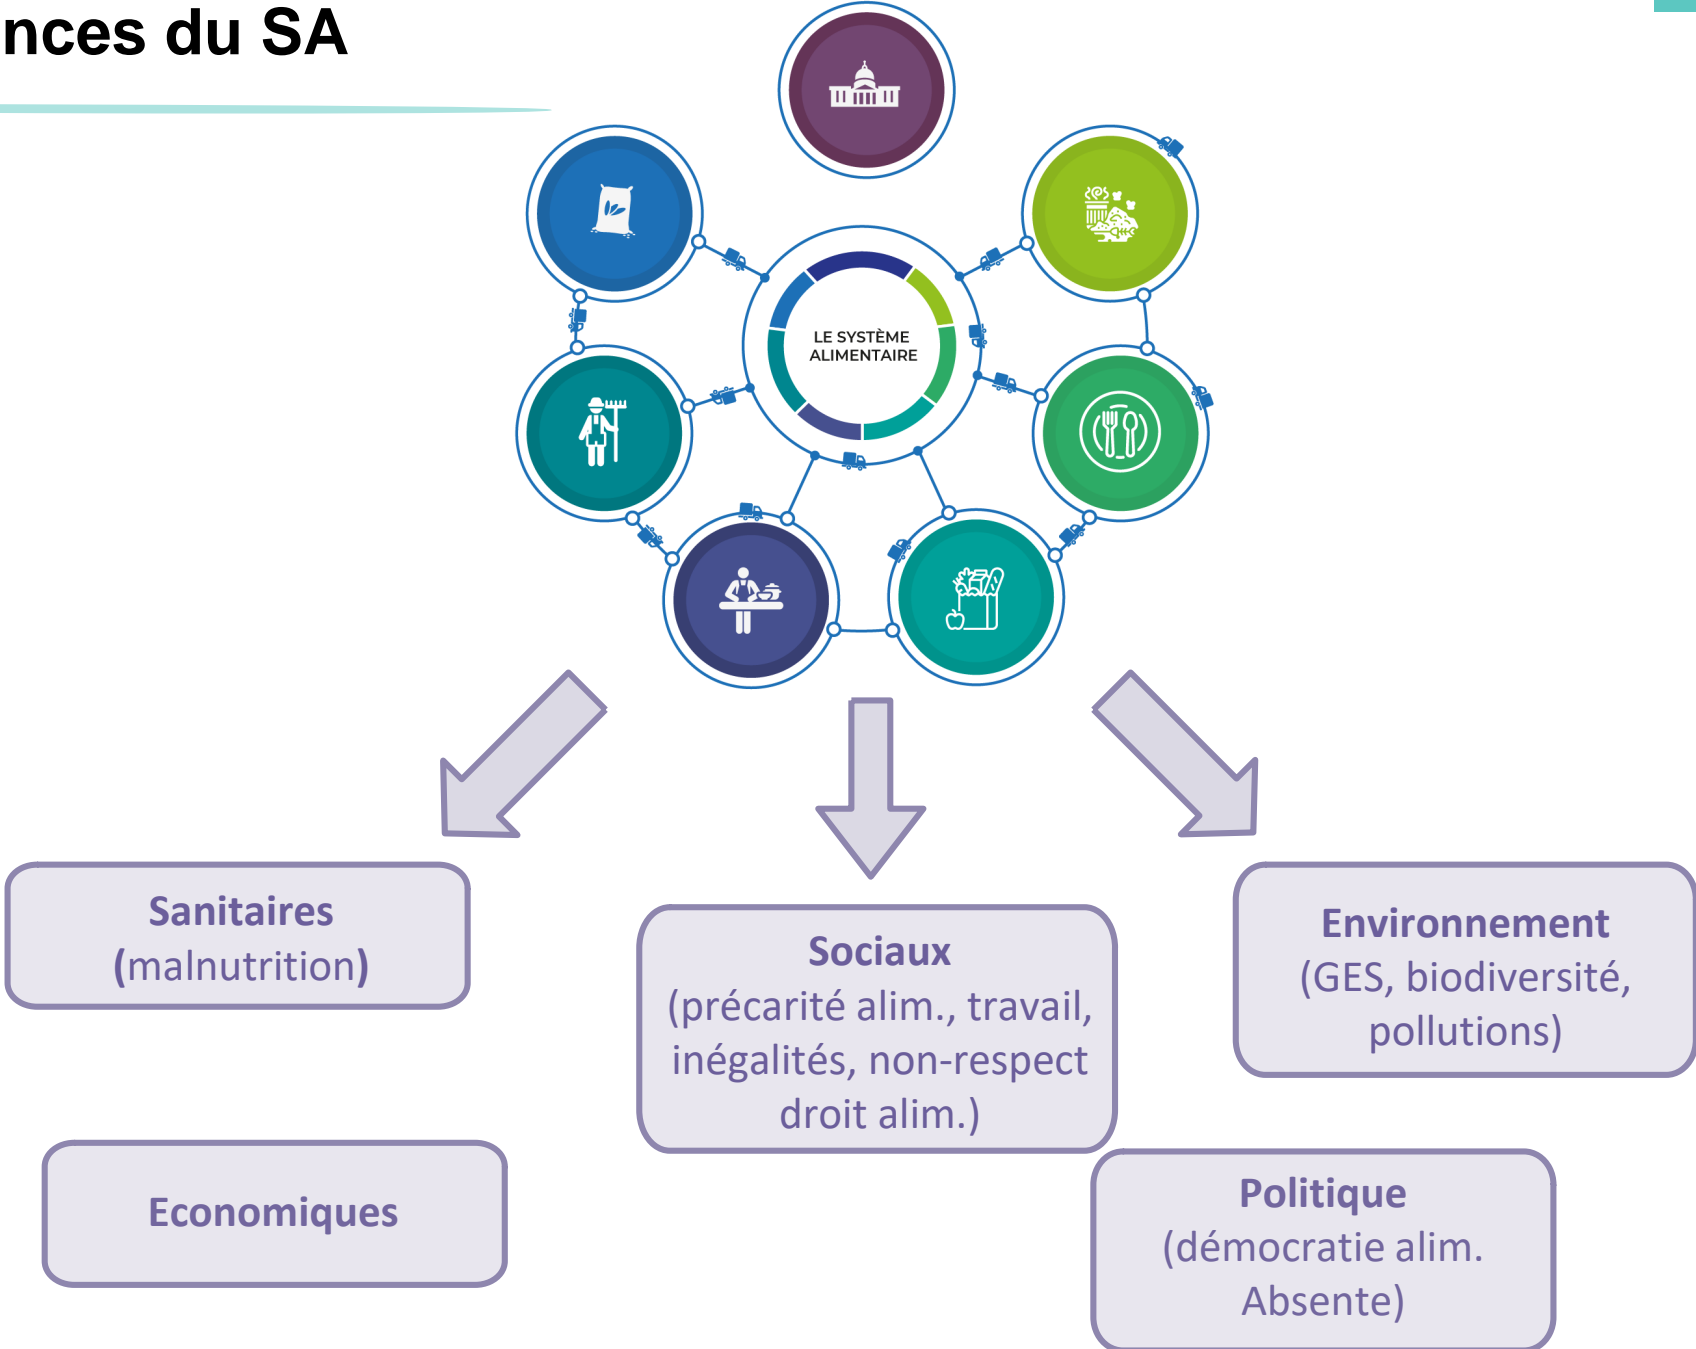 nces du SA
LE SYSTÈME
ALIMENTAIRE
Sanitaires
(malnutrition)
Sociaux
(précarité alim., travail,
inégalités, non-respect
droit alim.)
Environnement
(GES, biodiversité,
pollutions)
Economiques
Politique
(démocratie alim.
Absente)